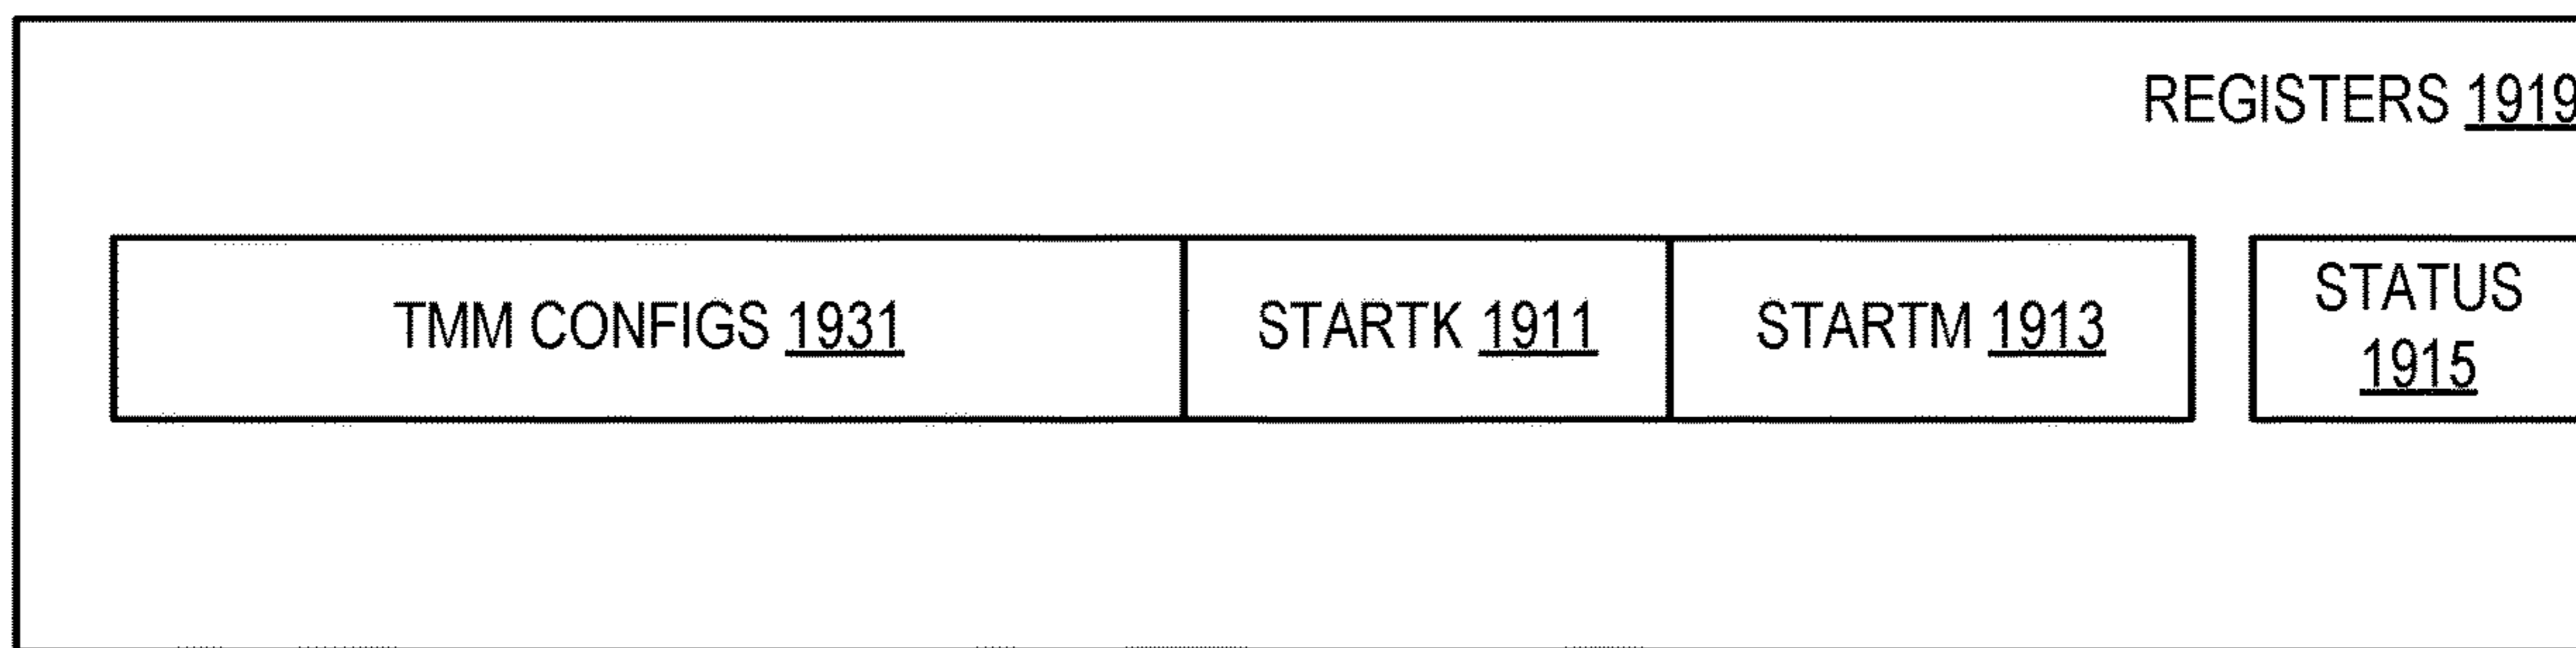 REGISTERS 1919
TMM CONFIGS 1931
STARTK 1911
STARTM 1913
STATUS
1915